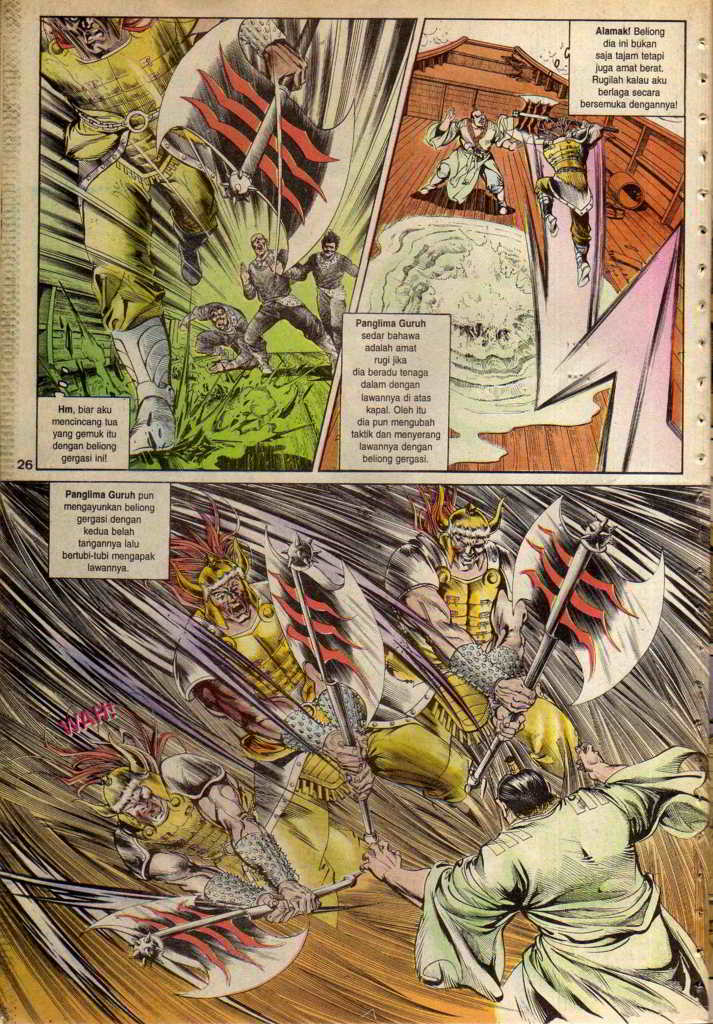 Hm, biar aku
mencincang tua
yang gemuk itu
dengan beliong
gergasi ini!
Alamak! Beliong
dia ini bukan
saja tajam tetapi
juga amat berat.
Rugilah kalau aku
berlaga secara
bersemuka dengannya!
Panglima Guruh
sedar bahawa
adalah amat
rugi jika
dia beradu tenaga
dalam dengan
lawannya di atas
kapal. Oleh itu
dia pun mengubah
taktik dan menyerang
lawannya dengan
beliong gergasi.
26
Panglima Guruh pun
mengayunkan beliong
gergasi dengan
kedua belah
tangannya lalu
bertubi-tubi mengapak
lawannya.
WAH!